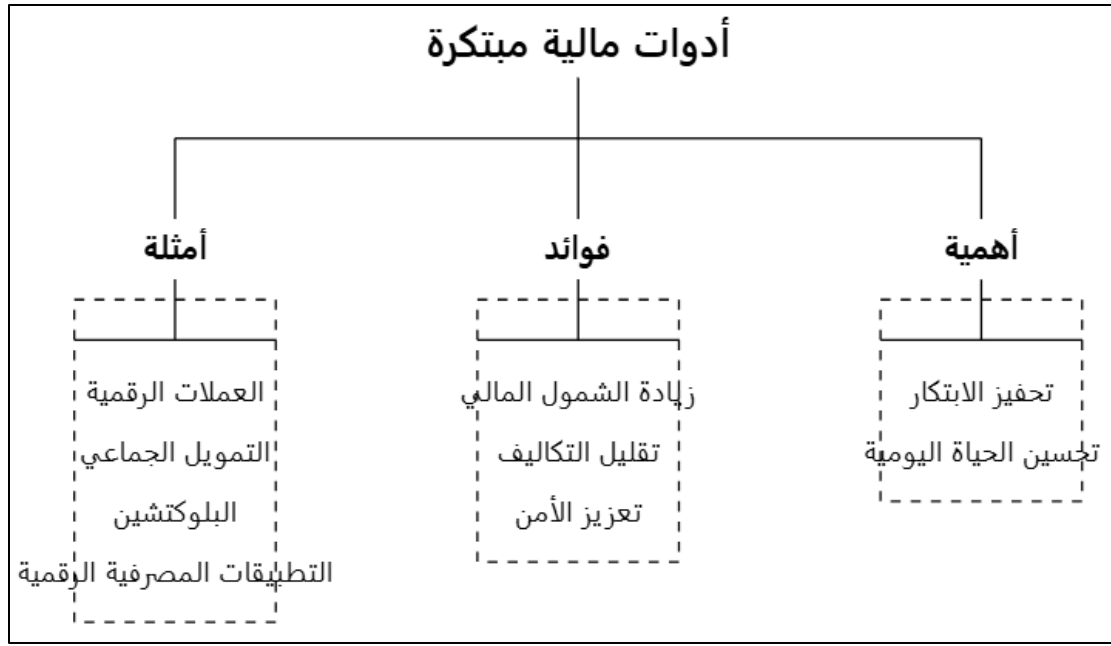 أدوات مالية مبتكرة
أهمية
تحفيز الابتكار
تحسين الحياة اليومية
فوائد
زيادة الشمول المالي
تقليل التكاليف
تعزيز الأمن
أمثلة
العملات الرقمية
التمويل الجماعي
البلوكتشين
التطبيقات المصرفية الرقمية